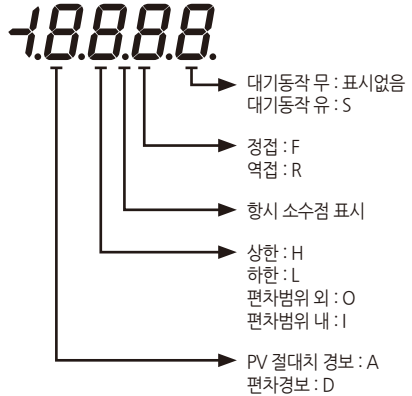 -1.8.8.8.8.
대기동작 무 : 표시없음
대기동작 유 : S
정접 : F
역접 : R
항시 소수점 표시
상한 : H
하한 : L
편차범위 외 : O
편차범위 내 : I
PV 절대치 경보 : A
편차경보 : D